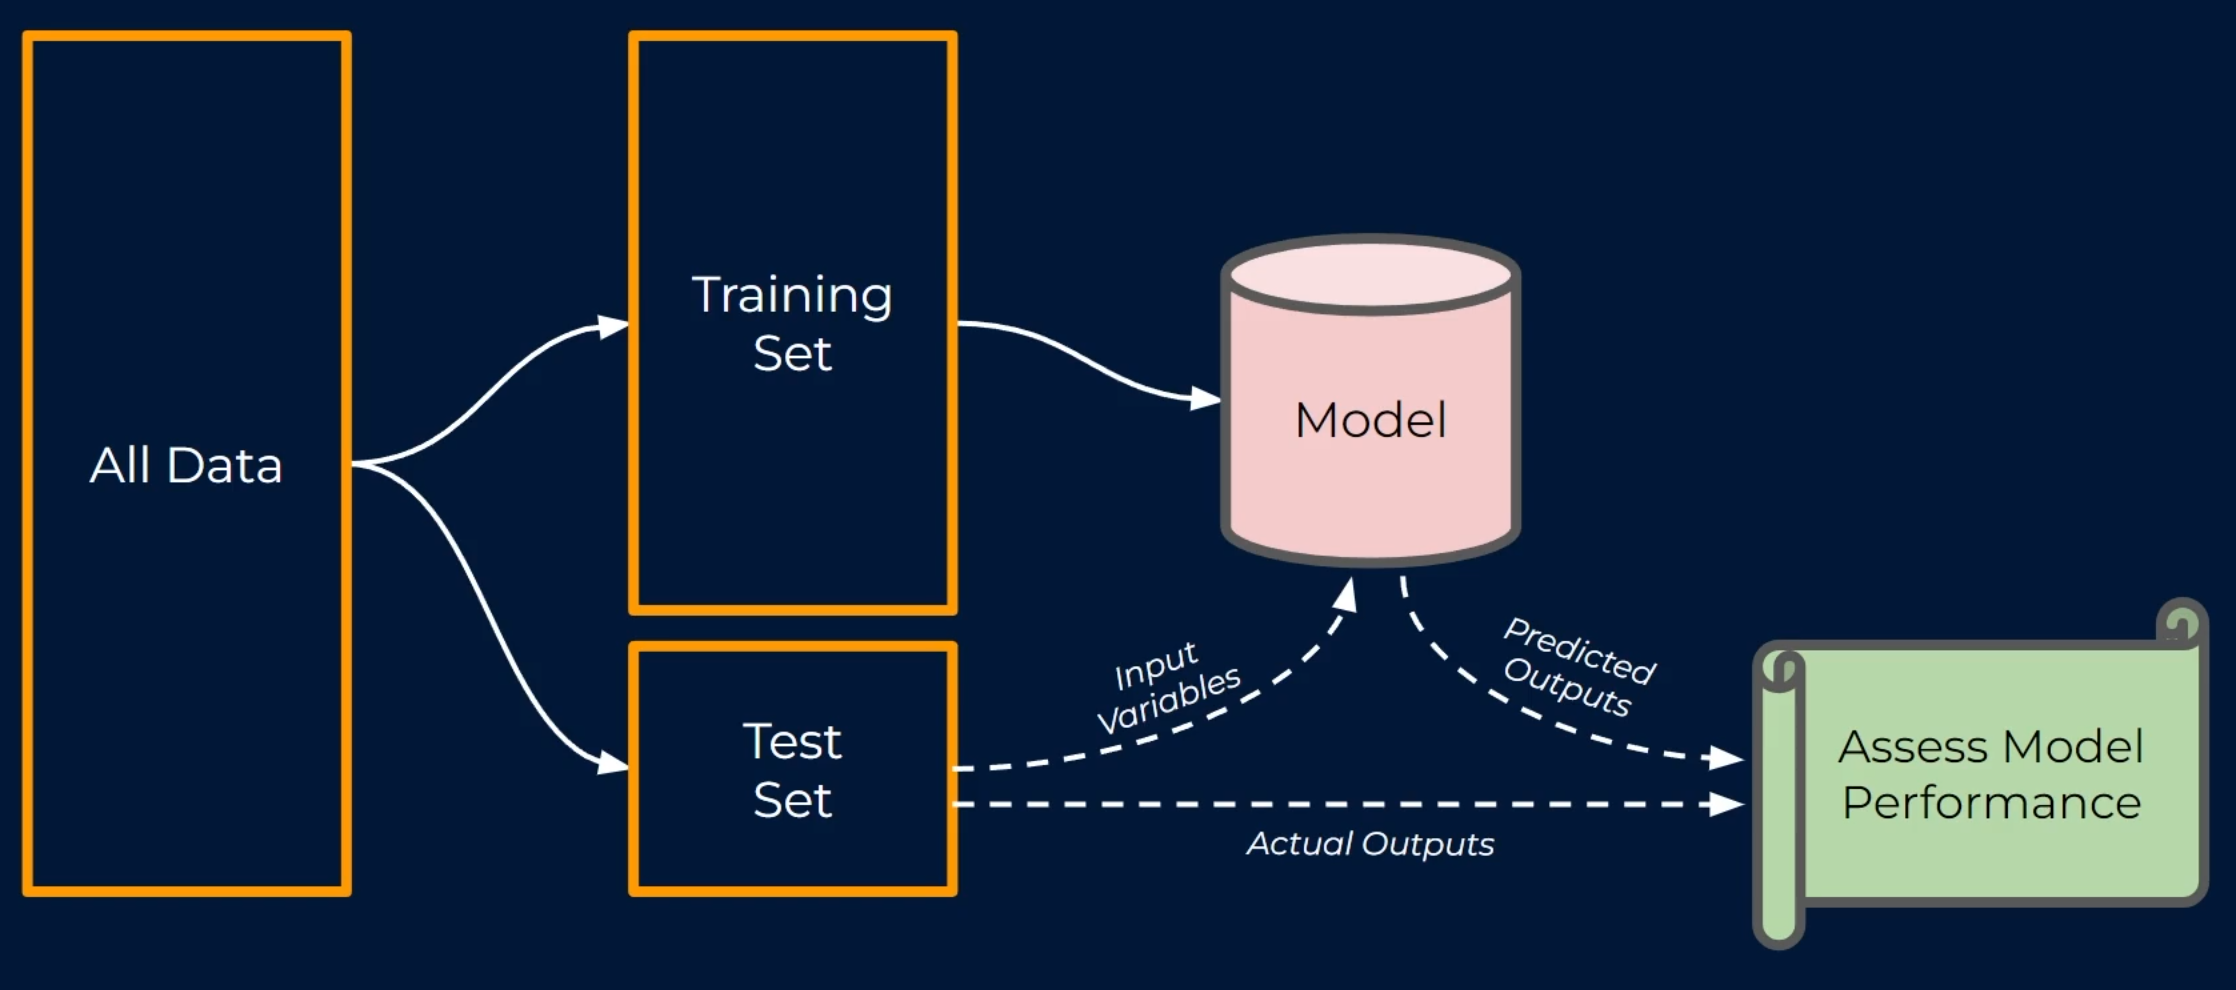 All Data
Training
Set
Test
Set
Model
Input
Variables
Predicted
Outputs
Actual Outputs
Assess Model
Performance